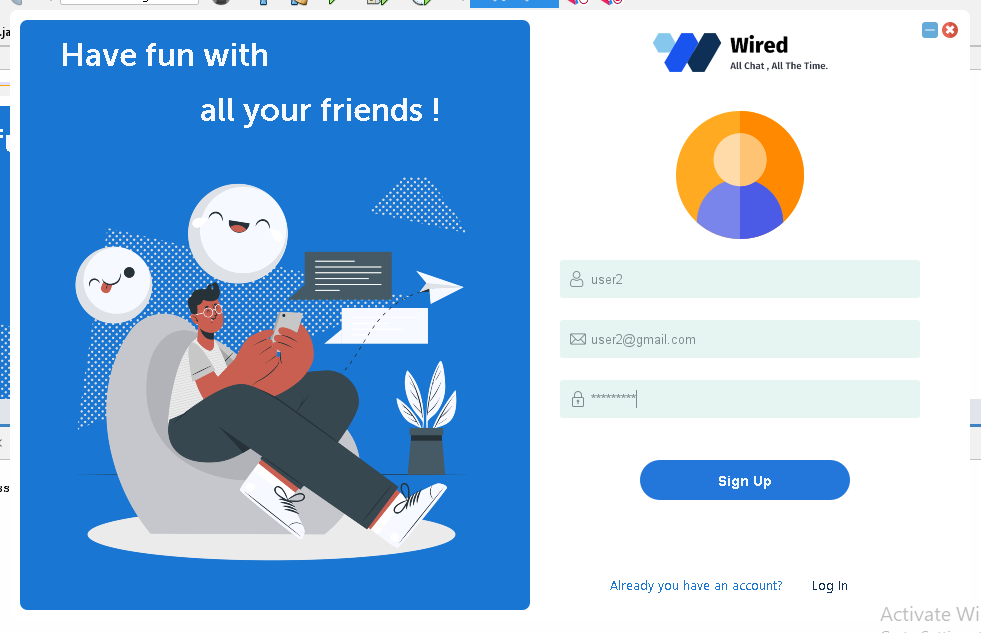 Have fun with
all your friends !
Wired
All Chat , All The Time.
user2
user2@gmail.com
*********
Sign Up
Already you have an account?
Log In
Activate Wi